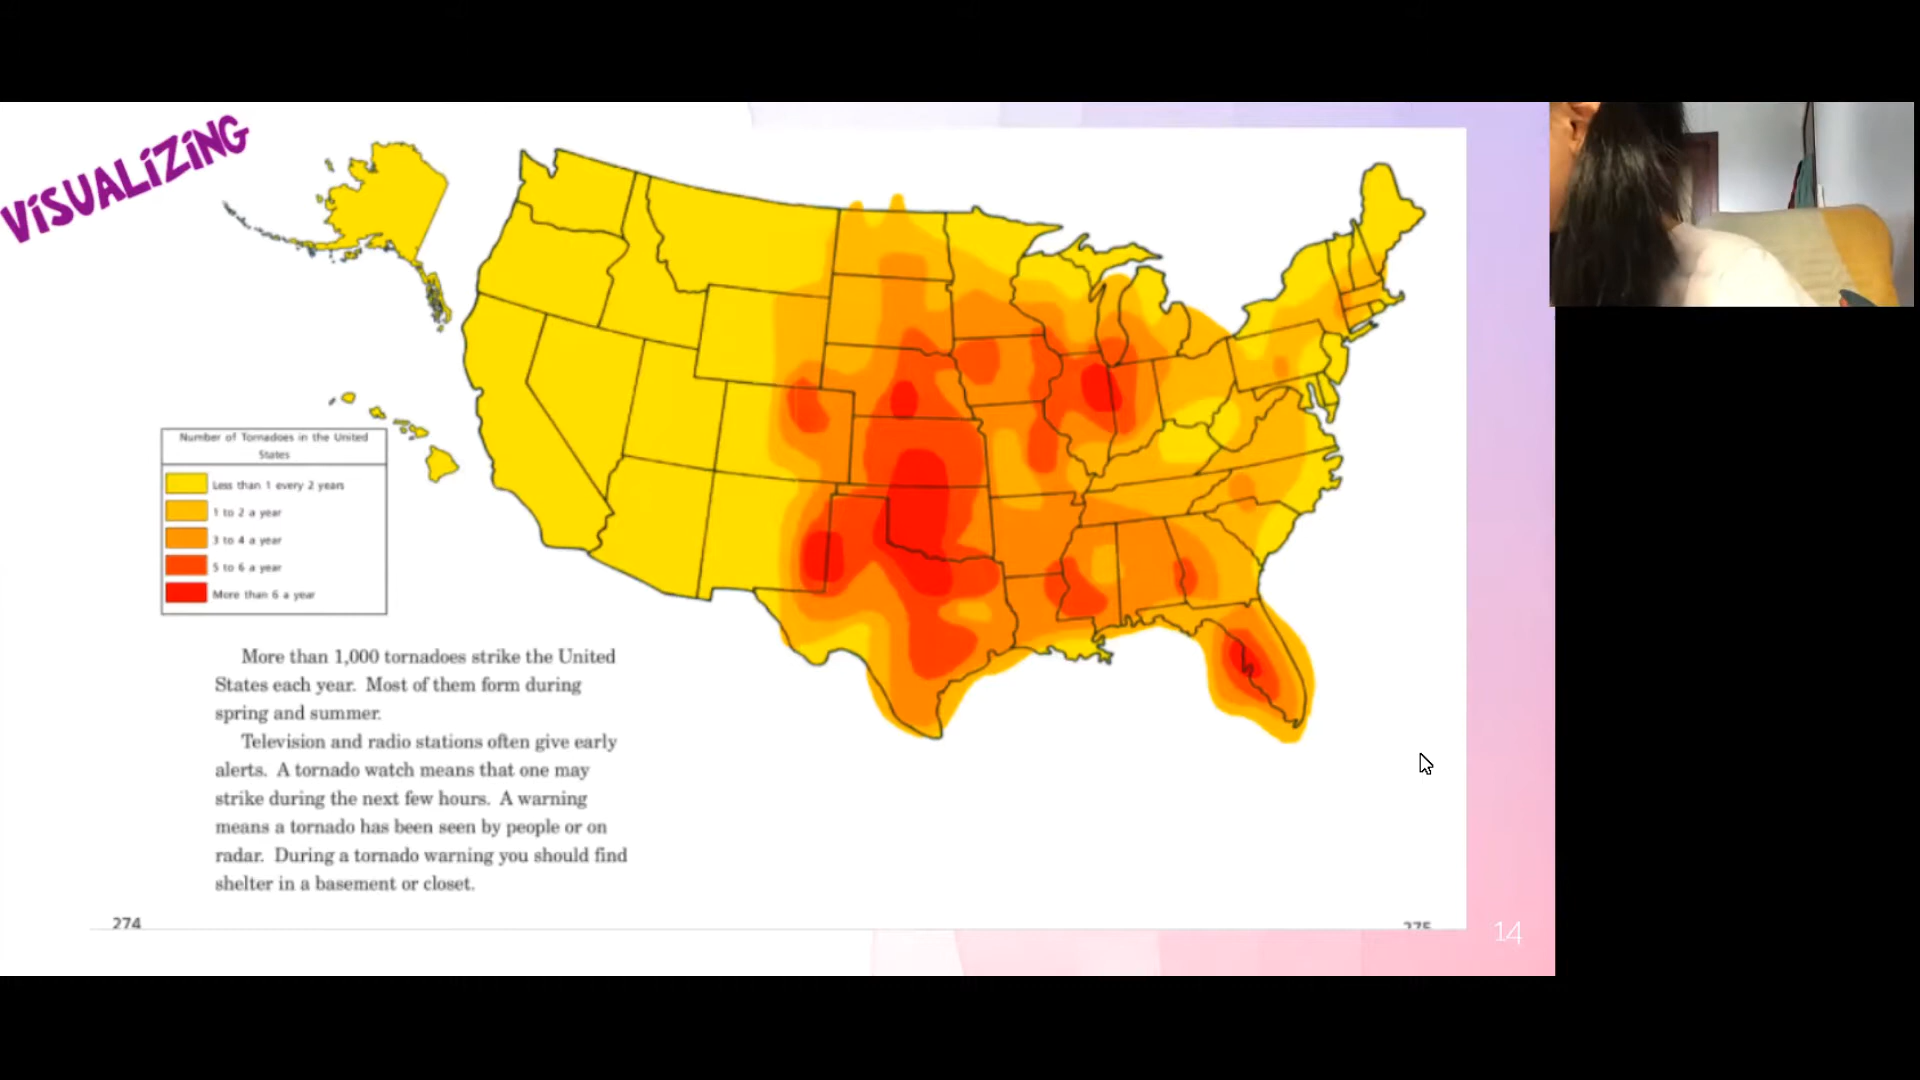 VISUALIZING
Number of Tornadoes in the United
States
Less than 1 every 2 years
1 to 2 a year
3 to 4 a year
5 to 6 a year
More than 6 a year
More than 1,000 tornadoes strike the United
States each year. Most of them form during
spring and summer.
Television and radio stations often give early
alerts. A tornado watch means that one may
strike during the next few hours. A warning
means a tornado has been seen by people or on
radar. During a tornado warning you should find
shelter in a basement or closet.
274
275
14